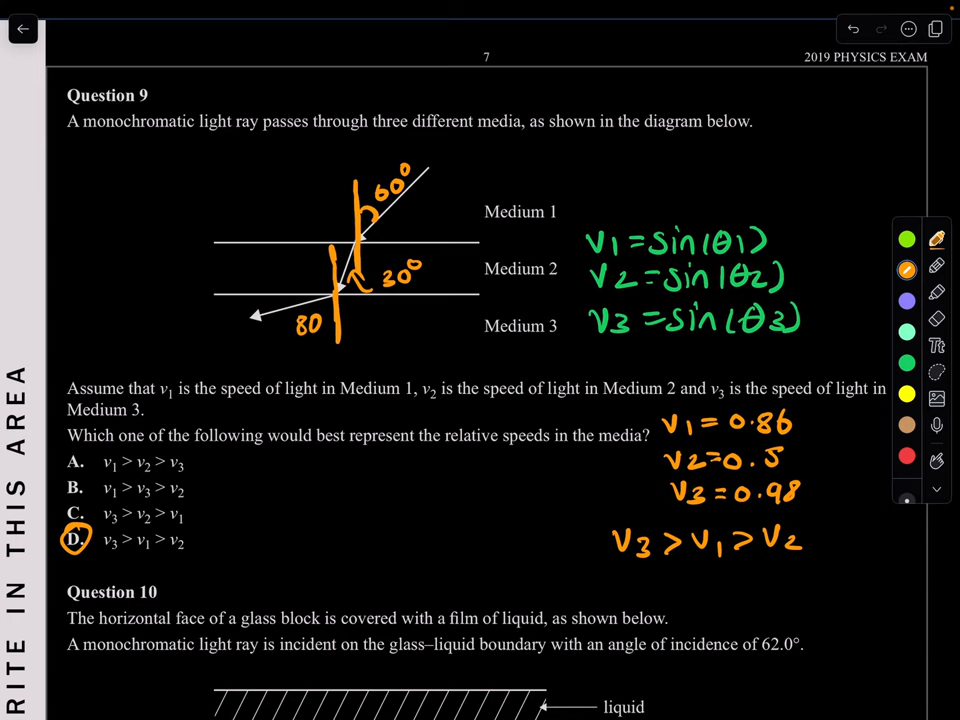 7
2019 PHYSICS EXAM
Question 9
A monochromatic light ray passes through three different media, as shown in the diagram below.
60°
Medium 1
v1 = sin(θ1)
Medium 2
30°
v2 = sin(θ2)
80
Medium 3
v3 = sin(θ3)
Tt
Assume that v₁ is the speed of light in Medium 1, v₂ is the speed of light in Medium 2 and v₃ is the speed of light in
Medium 3.
v1 = 0.86
Which one of the following would best represent the relative speeds in the media?
v2 = 0.5
A. v₁ > v₂ > v₃
B. v₁ > v₃ > v₂
v3 = 0.98
C. v₃ > v₂ > v₁
D. v₃ > v₁ > v₂
v3 > v1 > v2
Question 10
The horizontal face of a glass block is covered with a film of liquid, as shown below.
A monochromatic light ray is incident on the glass–liquid boundary with an angle of incidence of 62.0°.
liquid
RITE IN THIS AREA